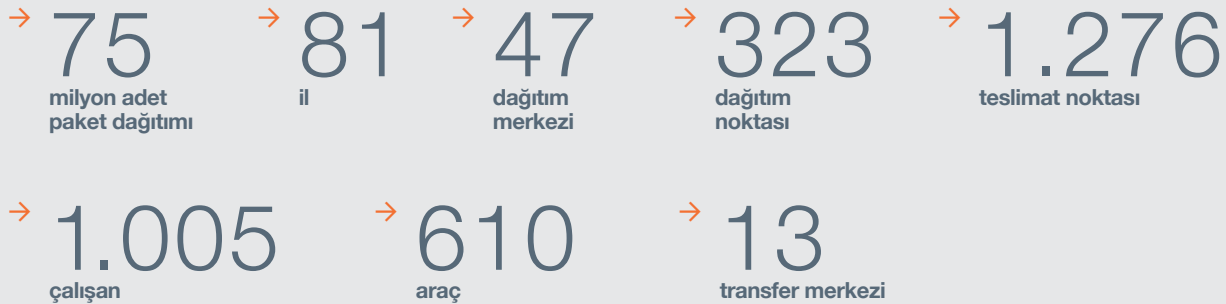 → 75
milyon adet
paket dağıtımı
→ 81
il
→ 47
dağıtım
merkezi
→ 323
dağıtım
noktası
→ 1.276
teslimat noktası
→ 1.005
çalışan
→ 610
araç
→ 13
transfer merkezi